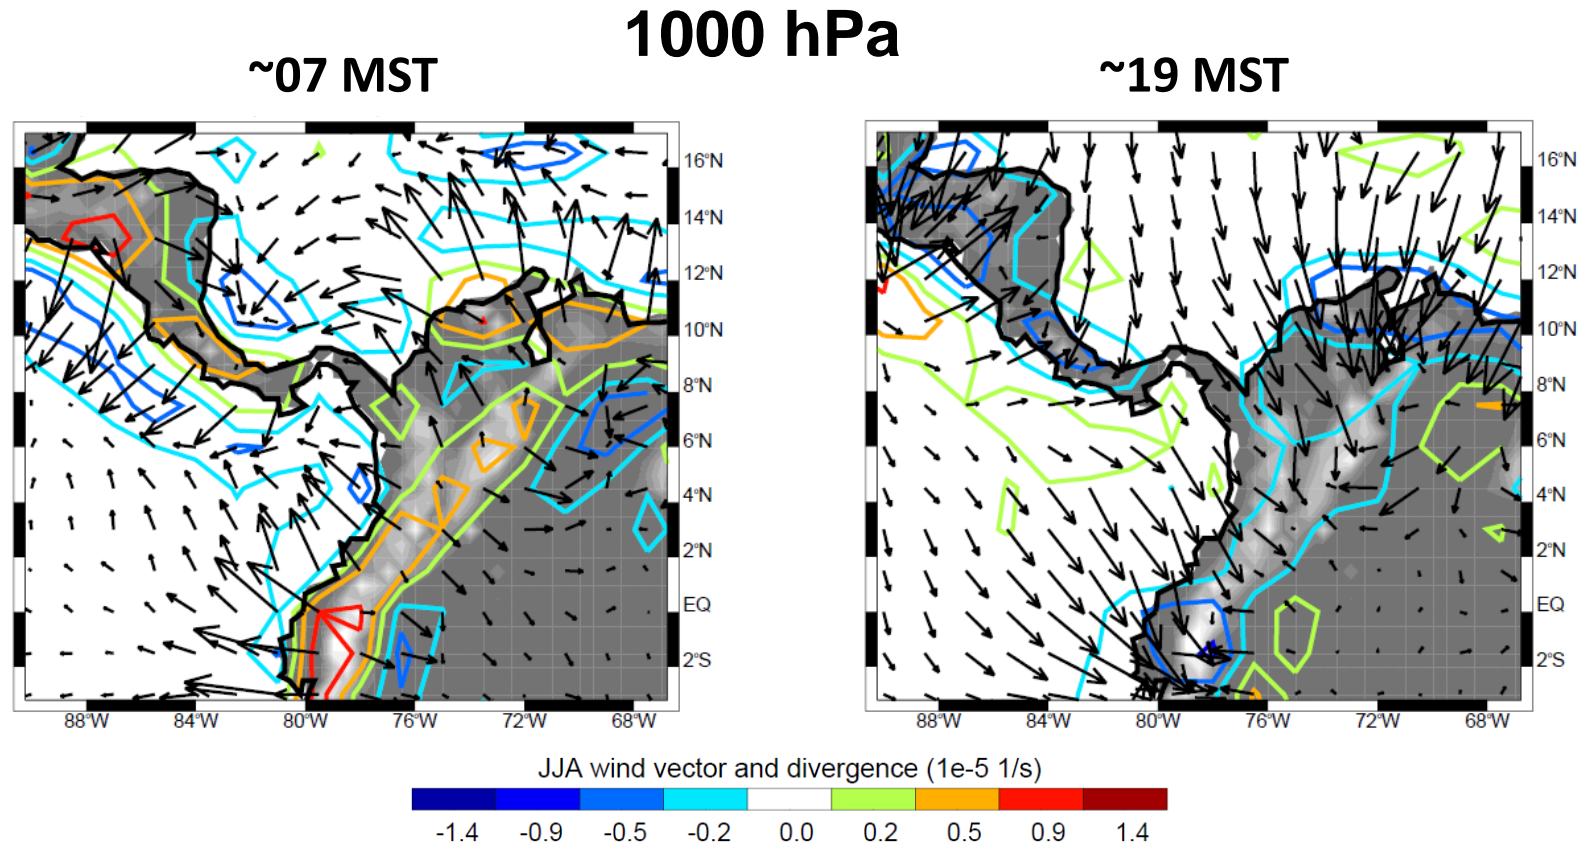 1000 hPa
~07 MST
~19 MST
16°N
14°N
12°N
10°N
8°N
6°N
4°N
2°N
EQ
2°S
88°W 84°W 80°W 76°W 72°W 68°W
16°N
14°N
12°N
10°N
8°N
6°N
4°N
2°N
EQ
2°S
88°W 84°W 80°W 76°W 72°W 68°W
JJA wind vector and divergence (1e-5 1/s)
-1.4 -0.9 -0.5 -0.2 0.0 0.2 0.5 0.9 1.4